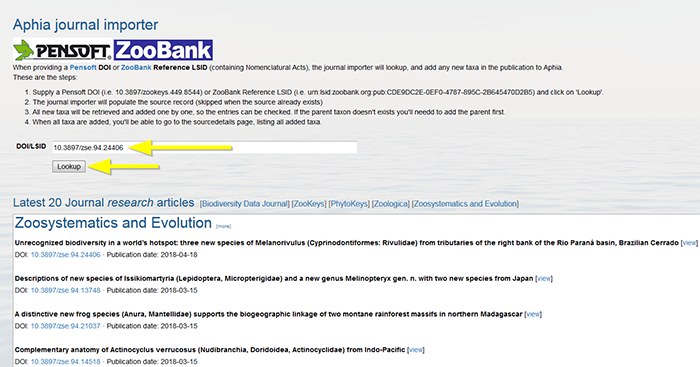 Aphia journal importer
PENSOFT ZooBank
When providing a Pensoft DOI or ZooBank Reference LSID (containing Nomenclatural Acts), the journal importer will lookup, and add any new taxa in the publication to Aphia.
These are the steps:
1. Supply a Pensoft DOI (i.e. 10.3897/zookeys.449.8544) or ZooBank Reference LSID (i.e. urn:lsid:zoobank.org:pub:CDE9DC2E-0EF0-4787-895C-2B645470D2B5) and click on 'Lookup'.
2. The journal importer will populate the source record (skipped when the source already exists)
3. All new taxa will be retrieved and added one by one, so the entries can be checked. If the parent taxon doesn't exists you'll needd to add the parent first.
4. When all taxa are added, you'll be able to go to the sourcedetails page, listing all added taxa.
DOI/LSID 10.3897/zse.94.24406
Lookup
Latest 20 Journal research articles [Biodiversity Data Journal] [ZooKeys] [PhytoKeys] [Zoologica] [Zoosystematics and Evolution]
Zoosystematics and Evolution [more]
Unrecognized biodiversity in a world's hotspot: three new species of Melanorivulus (Cyprinodontiformes: Rivulidae) from tributaries of the right bank of the Rio Paraná basin, Brazilian Cerrado [view]
DOI: 10.3897/zse.94.24406 · Publication date: 2018-04-18
Descriptions of new species of Issikiomartyria (Lepidoptera, Micropterigidae) and a new genus Melinopteryx gen. n. with two new species from Japan [view]
DOI: 10.3897/zse.94.13748 · Publication date: 2018-03-15
A distinctive new frog species (Anura, Mantellidae) supports the biogeographic linkage of two montane rainforest massifs in northern Madagascar [view]
DOI: 10.3897/zse.94.21037 · Publication date: 2018-03-15
Complementary anatomy of Actinocyclus verrucosus (Nudibranchia, Doridoidea, Actinocyclidae) from Indo-Pacific [view]
DOI: 10.3897/zse.94.14518 · Publication date: 2018-03-15